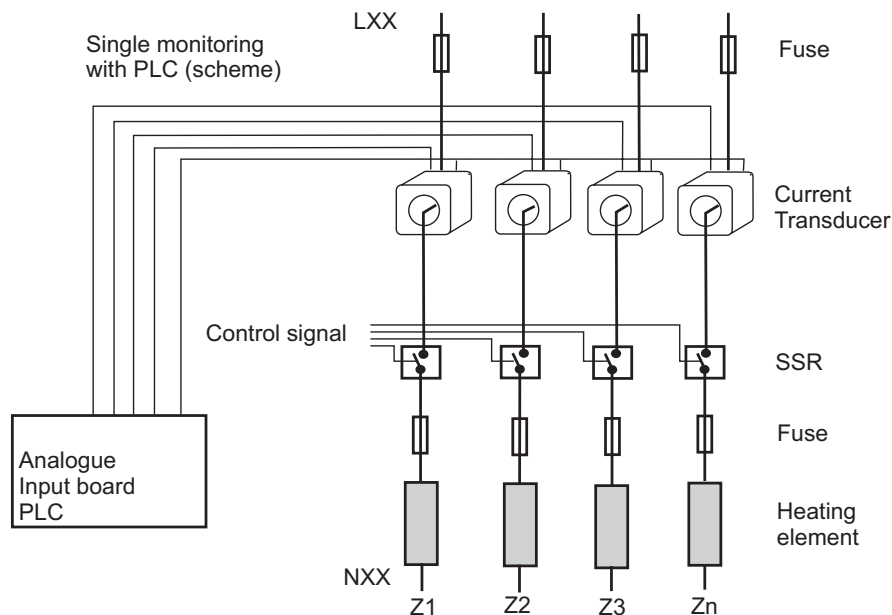 LXX
Single monitoring
with PLC (scheme)
Fuse
Current
Transducer
Control signal
SSR
Fuse
Analogue
Input board
PLC
Heating
element
NXX
Z1 Z2 Z3 Zn